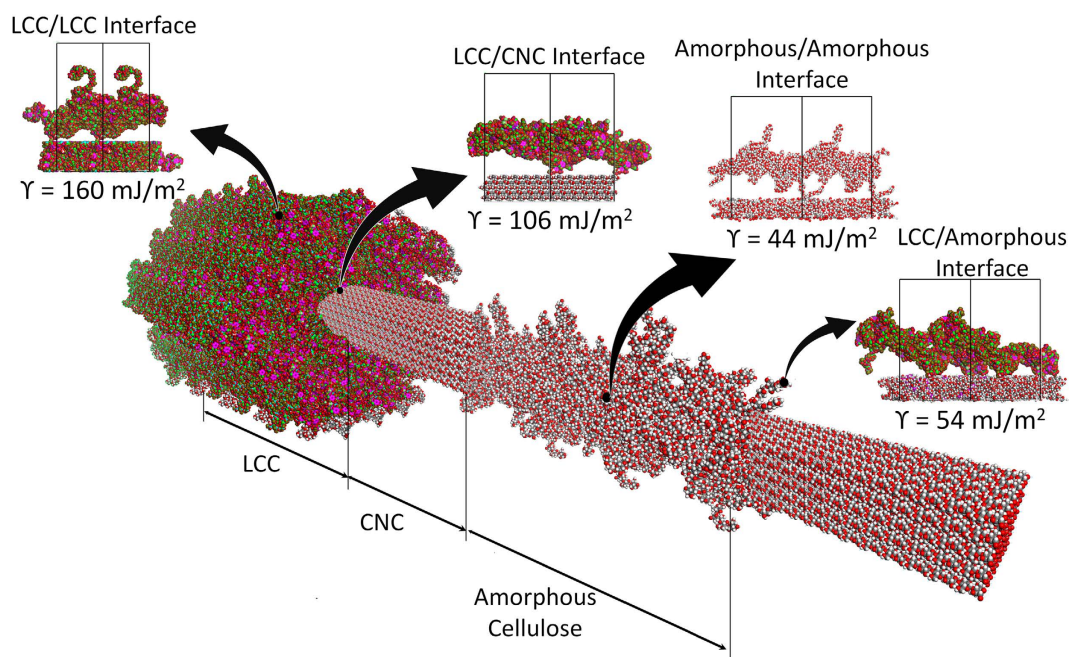 LCC/LCC Interface
ϒ = 160 mJ/m²
LCC/CNC Interface
ϒ = 106 mJ/m²
Amorphous/Amorphous
Interface
ϒ = 44 mJ/m²
LCC/Amorphous
Interface
ϒ = 54 mJ/m²
LCC
CNC
Amorphous
Cellulose